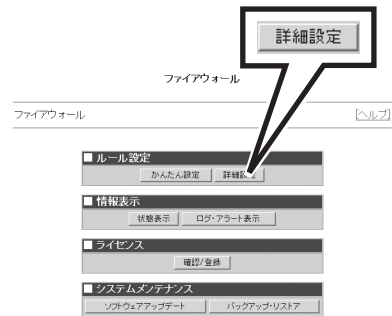 詳細設定
ファイアウォール
ファイアウォール [ヘルプ]
■ ルール設定
かんたん設定 詳細設定
■ 情報表示
状態表示 ログ・アラート表示
■ ライセンス
確認/登録
■ システムメンテナンス
ソフトウェアアップデート バックアップ・リストア